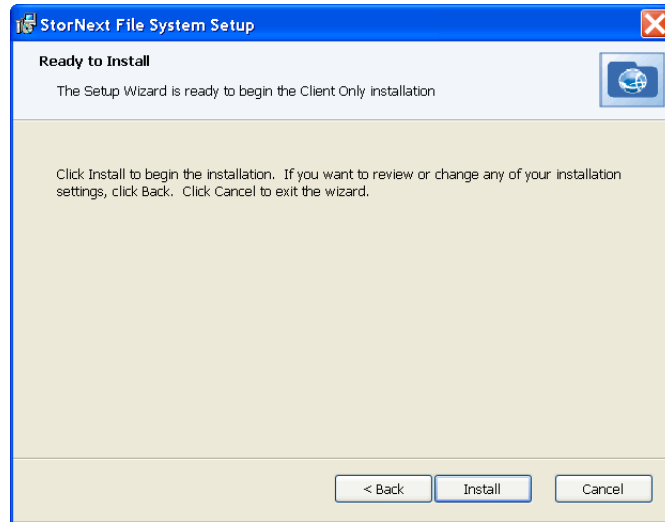 StorNext File System Setup
Ready to Install
The Setup Wizard is ready to begin the Client Only installation
Click Install to begin the installation.  If you want to review or change any of your installation
settings, click Back.  Click Cancel to exit the wizard.
< Back Install Cancel